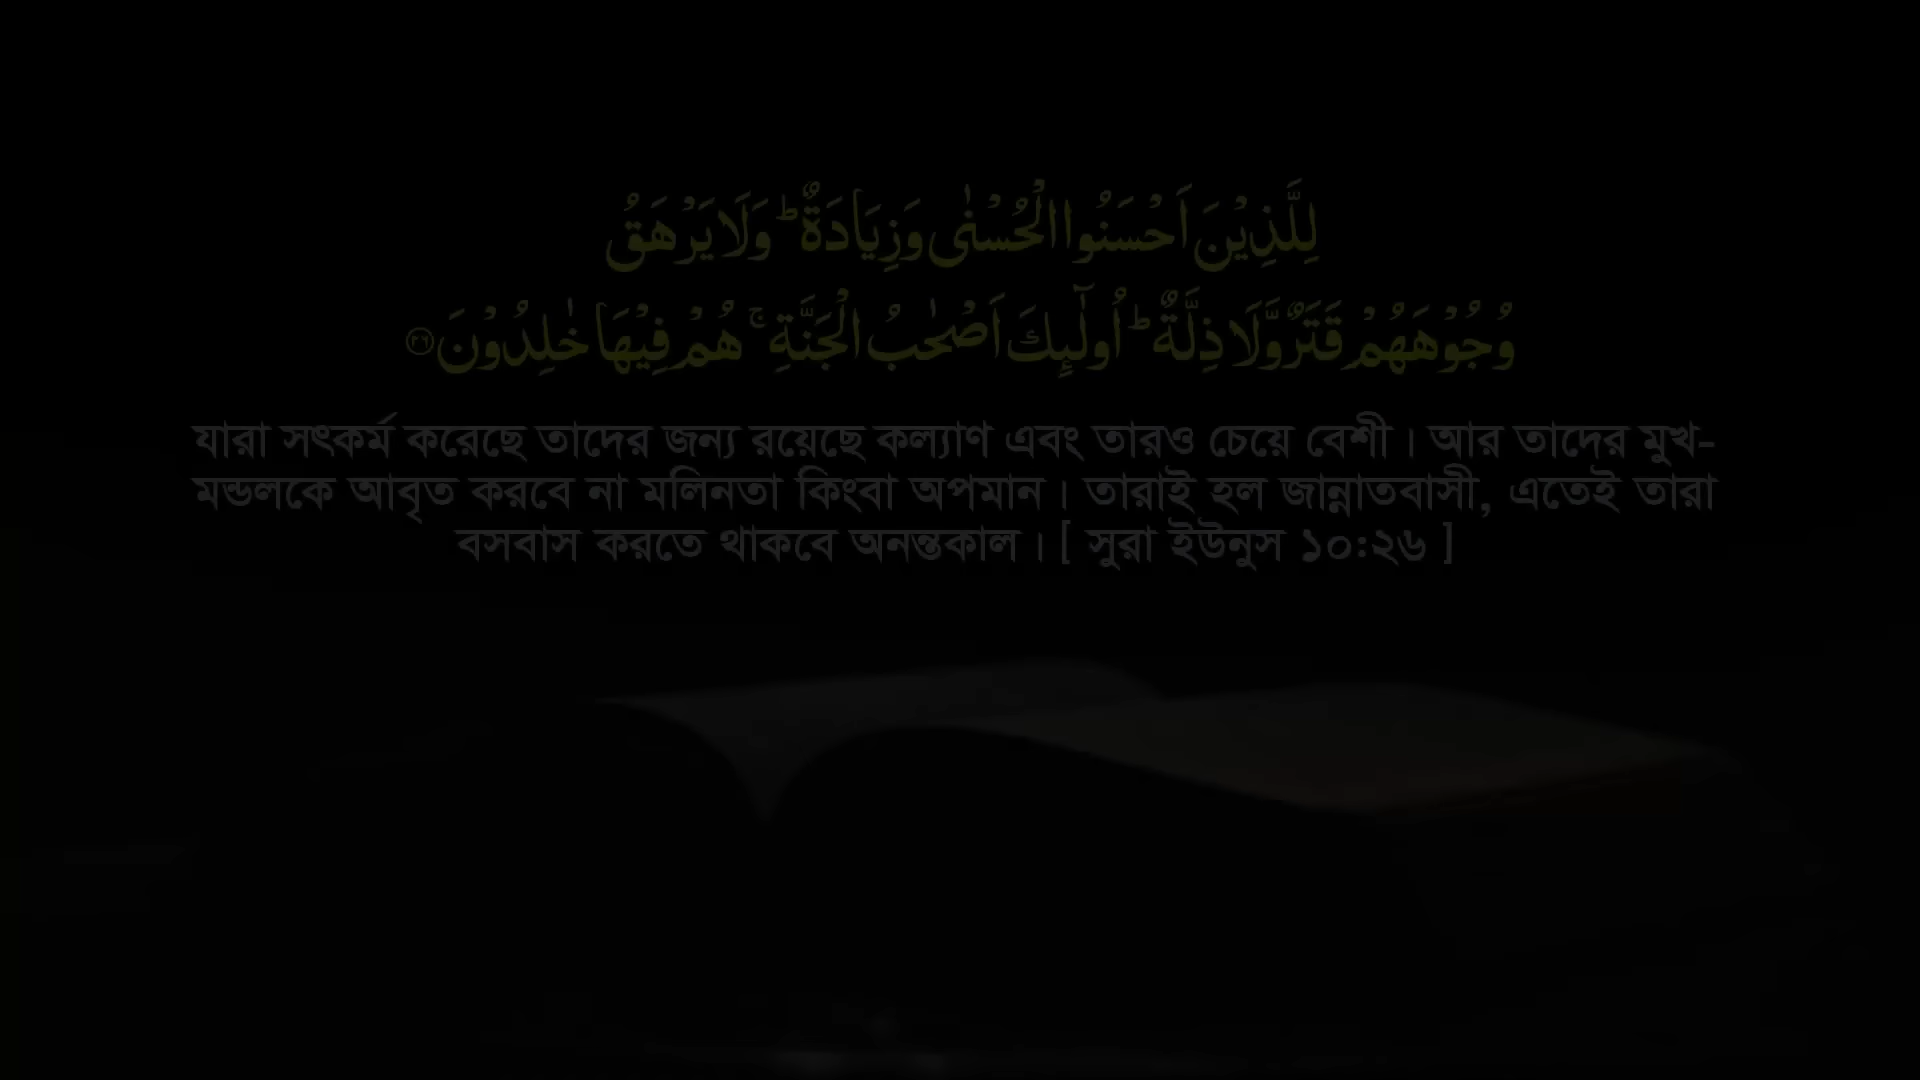 لِلَّذِيْنَ اَحْسَنُوا الْحُسْنٰى وَزِيَادَةٌ ؕ وَلَا يَرْهَقُ
وُجُوْهَهُمْ قَتَرٌ وَّلَا ذِلَّةٌ ؕ اُولٰٓئِكَ اَصْحٰبُ الْجَنَّةِ ۚ هُمْ فِيْهَا خٰلِدُوْنَ ۟۲۶
যারা সৎকর্ম করেছে তাদের জন্য রয়েছে কল্যাণ এবং তারও চেয়ে বেশী। আর তাদের মুখ-
মন্ডলকে আবৃত করবে না মলিনতা কিংবা অপমান। তারাই হল জান্নাতবাসী, এতেই তারা
বসবাস করতে থাকবে অনন্তকাল। [ সুরা ইউনুস ১০:২৬ ]